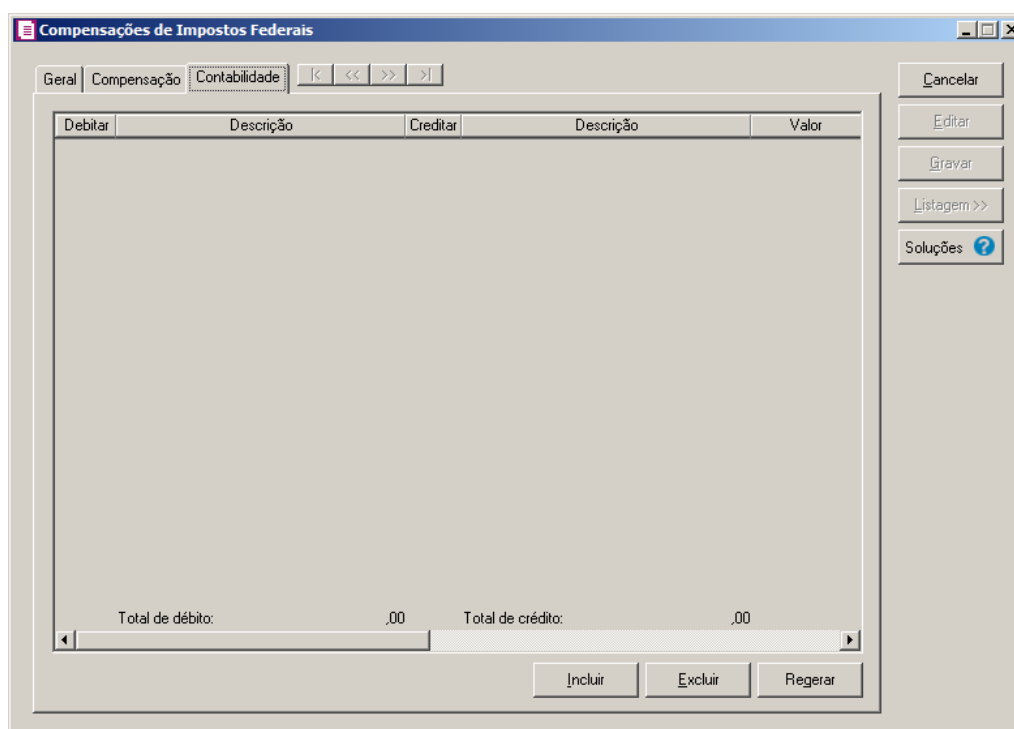 Compensações de Impostos Federais
Geral Compensação Contabilidade |< << >> >|
Cancelar
Editar
Gravar
Listagem >>
Soluções ?
Debitar Descrição Creditar Descrição Valor
Total de débito: ,00 Total de crédito: ,00
Incluir Excluir Regerar